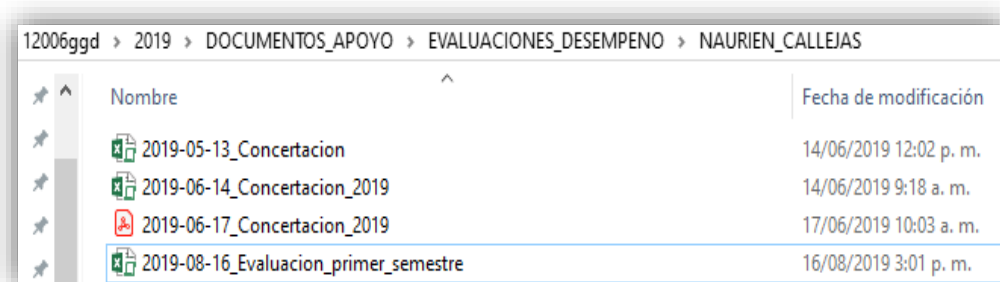 12006ggd > 2019 > DOCUMENTOS_APOYO > EVALUACIONES_DESEMPENO > NAURIEN_CALLEJAS
Nombre Fecha de modificación
2019-05-13_Concertacion 14/06/2019 12:02 p. m.
2019-06-14_Concertacion_2019 14/06/2019 9:18 a. m.
2019-06-17_Concertacion_2019 17/06/2019 10:03 a. m.
2019-08-16_Evaluacion_primer_semestre 16/08/2019 3:01 p. m.